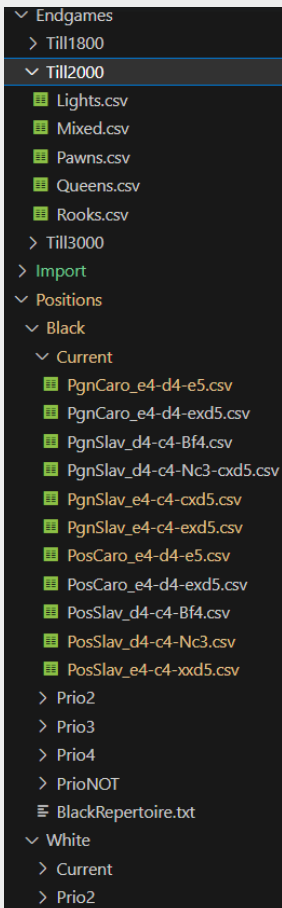 Endgames
Till1800
Till2000
Lights.csv
Mixed.csv
Pawns.csv
Queens.csv
Rooks.csv
Till3000
Import
Positions
Black
Current
PgnCaro_e4-d4-e5.csv
PgnCaro_e4-d4-exd5.csv
PgnSlav_d4-c4-Bf4.csv
PgnSlav_d4-c4-Nc3-cxd5.csv
PgnSlav_e4-c4-cxd5.csv
PgnSlav_e4-c4-exd5.csv
PosCaro_e4-d4-e5.csv
PosCaro_e4-d4-exd5.csv
PosSlav_d4-c4-Bf4.csv
PosSlav_d4-c4-Nc3.csv
PosSlav_e4-c4-xxd5.csv
Prio2
Prio3
Prio4
PrioNOT
BlackRepertoire.txt
White
Current
Prio2